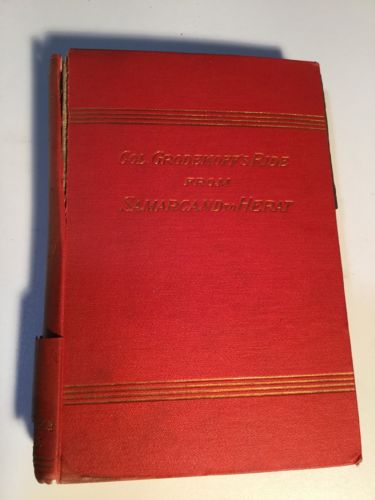 COL. GRODEKOFF'S RIDE
FROM
SAMARCAND TO HERAT